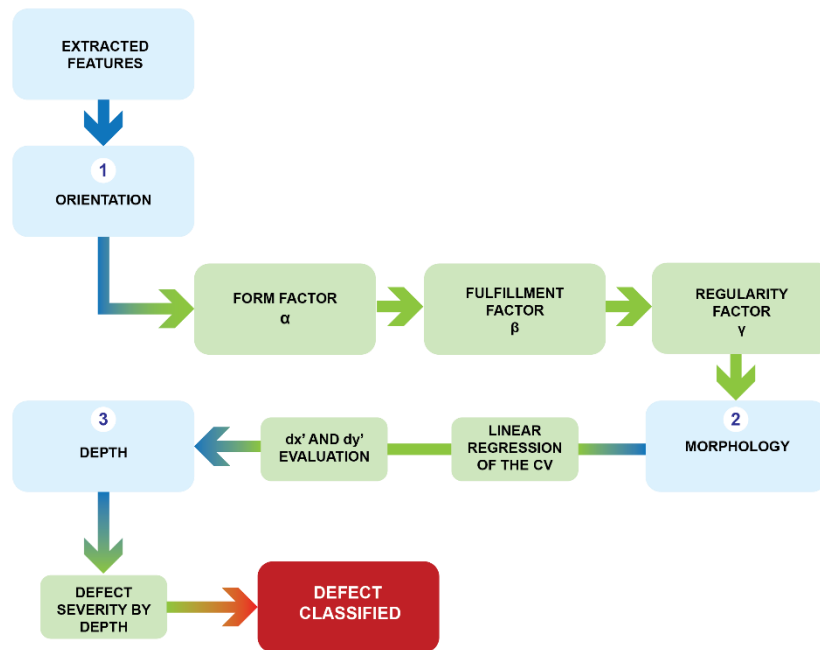 EXTRACTED
FEATURES
1
ORIENTATION
FORM FACTOR
α
FULFILLMENT
FACTOR
β
REGULARITY
FACTOR
γ
2
MORPHOLOGY
LINEAR
REGRESSION
OF THE CV
dx’ AND dy’
EVALUATION
3
DEPTH
DEFECT
SEVERITY BY
DEPTH
DEFECT
CLASSIFIED